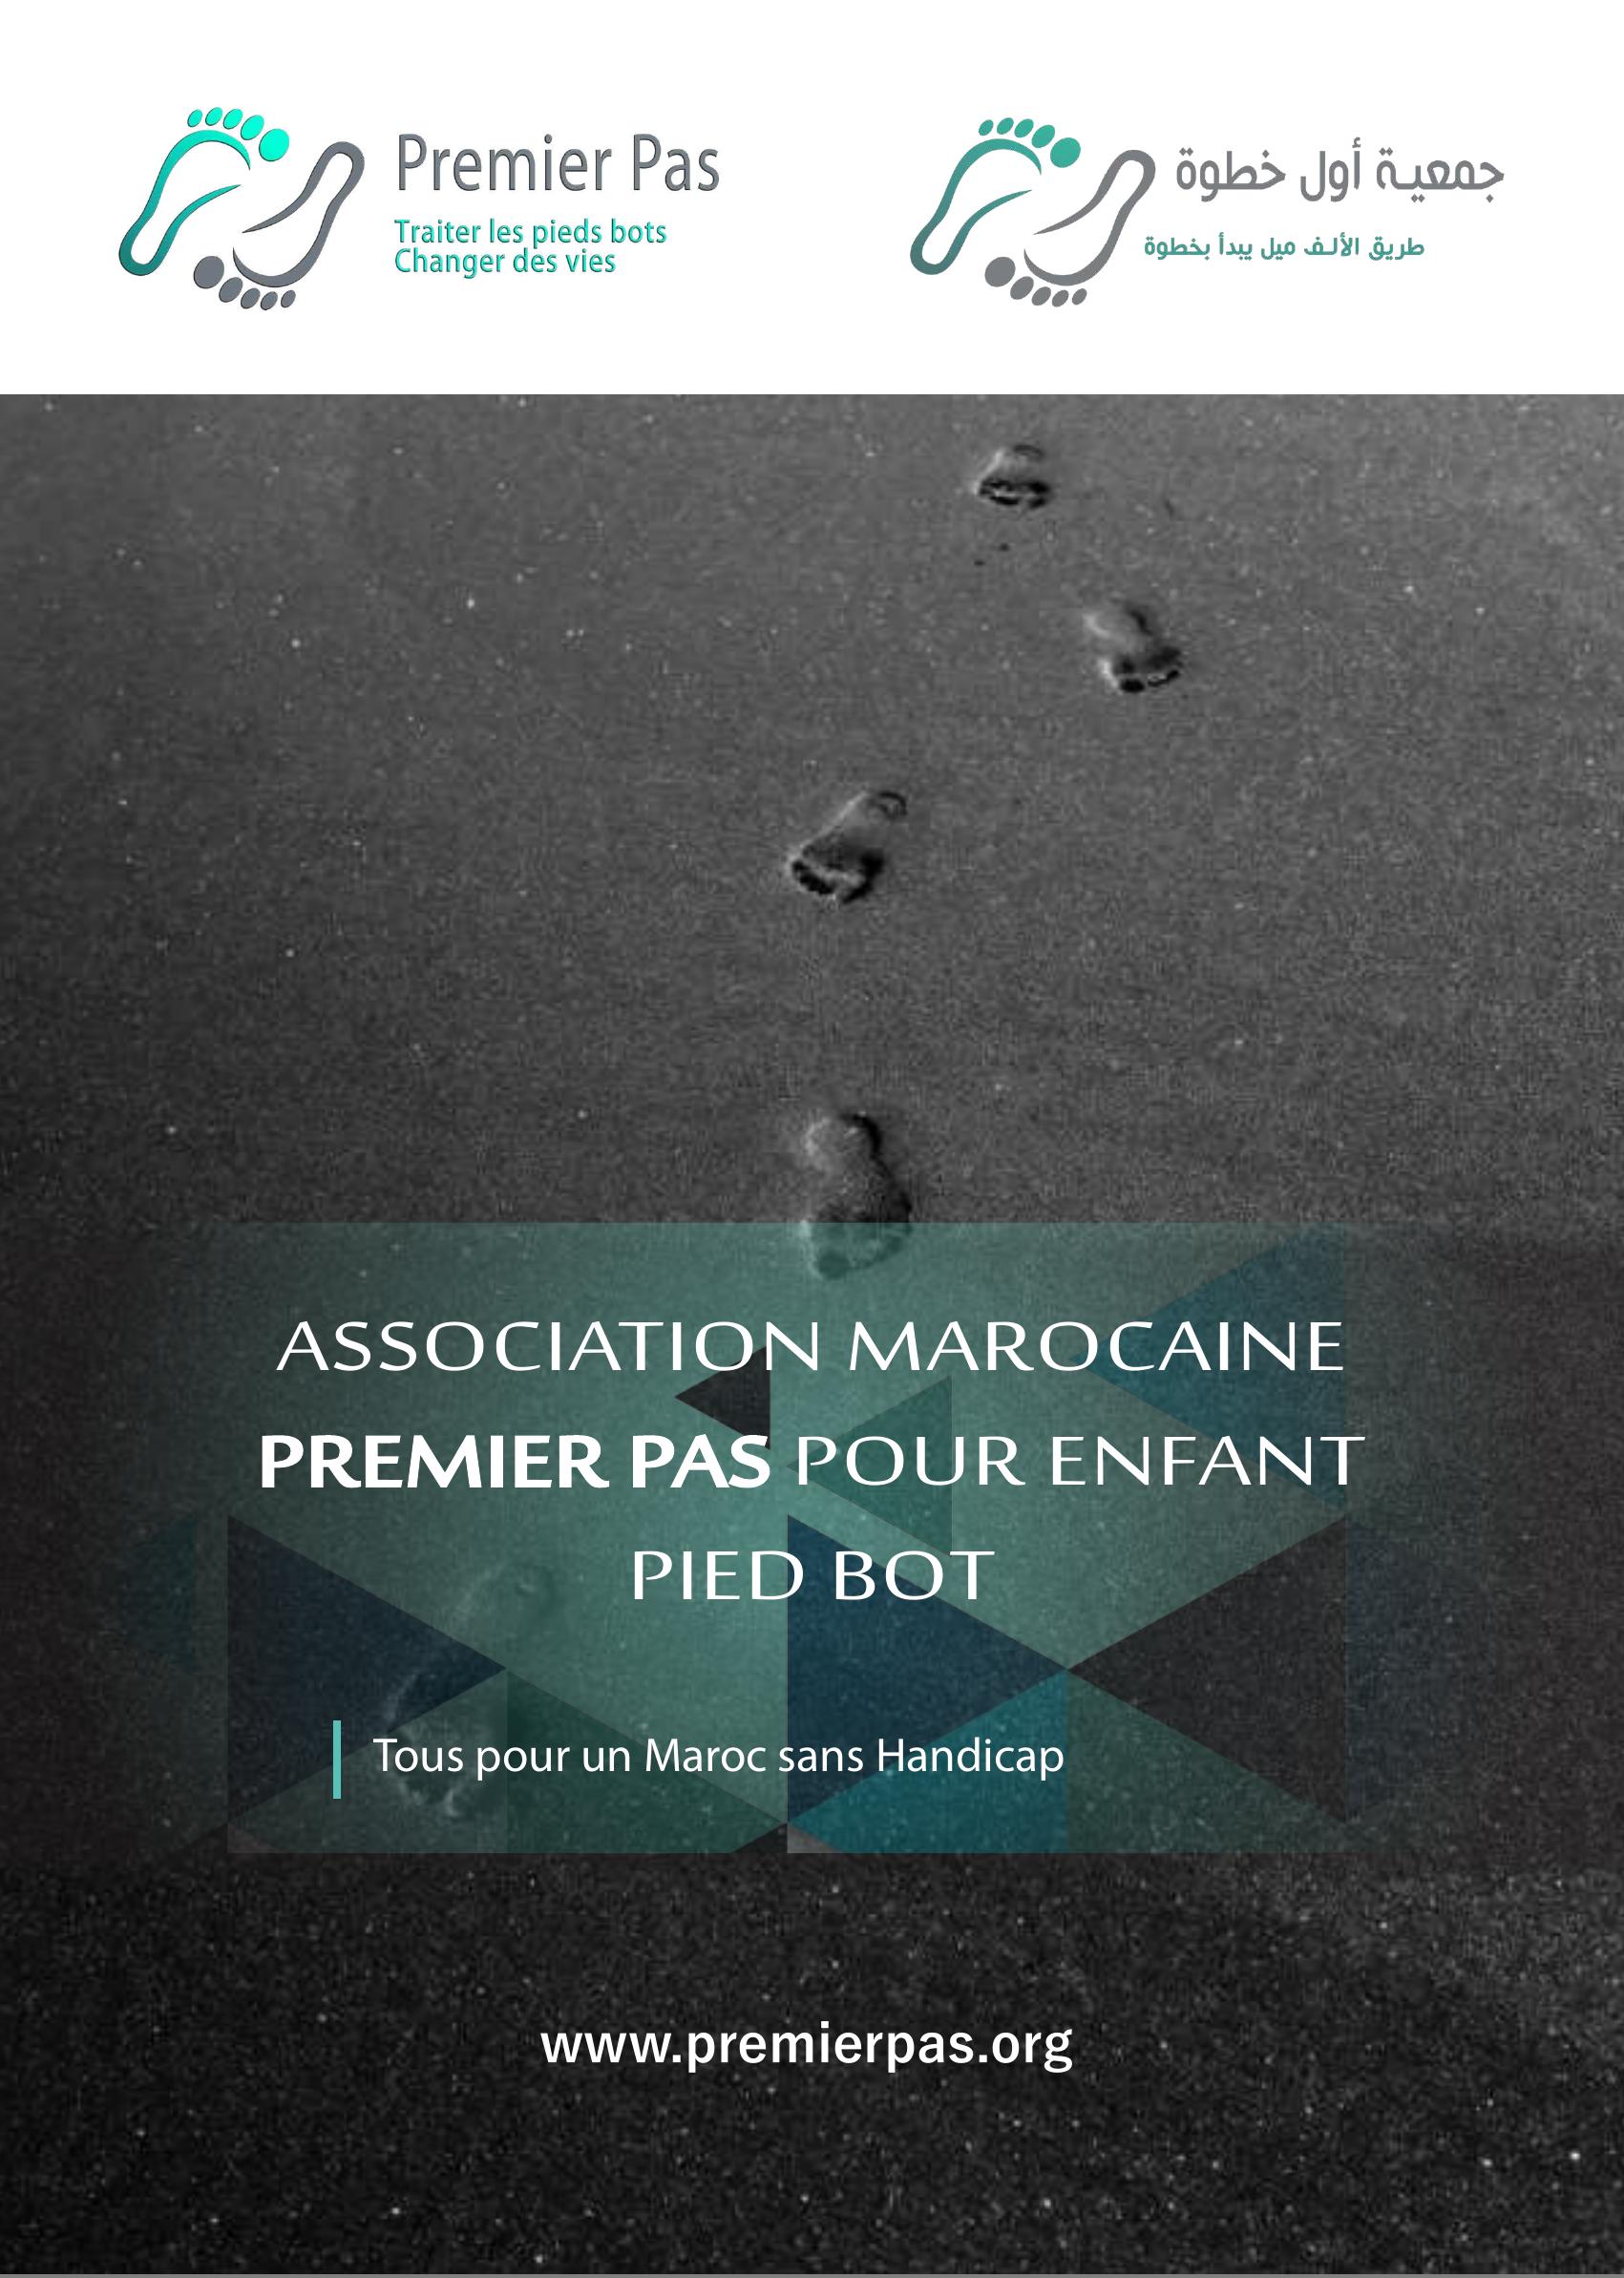 Premier Pas
Traiter les pieds bots
Changer des vies
جمعية أول خطوة
طريق الألف ميل يبدأ بخطوة
ASSOCIATION MAROCAINE
PREMIER PAS POUR ENFANT
PIED BOT
Tous pour un Maroc sans Handicap
www.premierpas.org